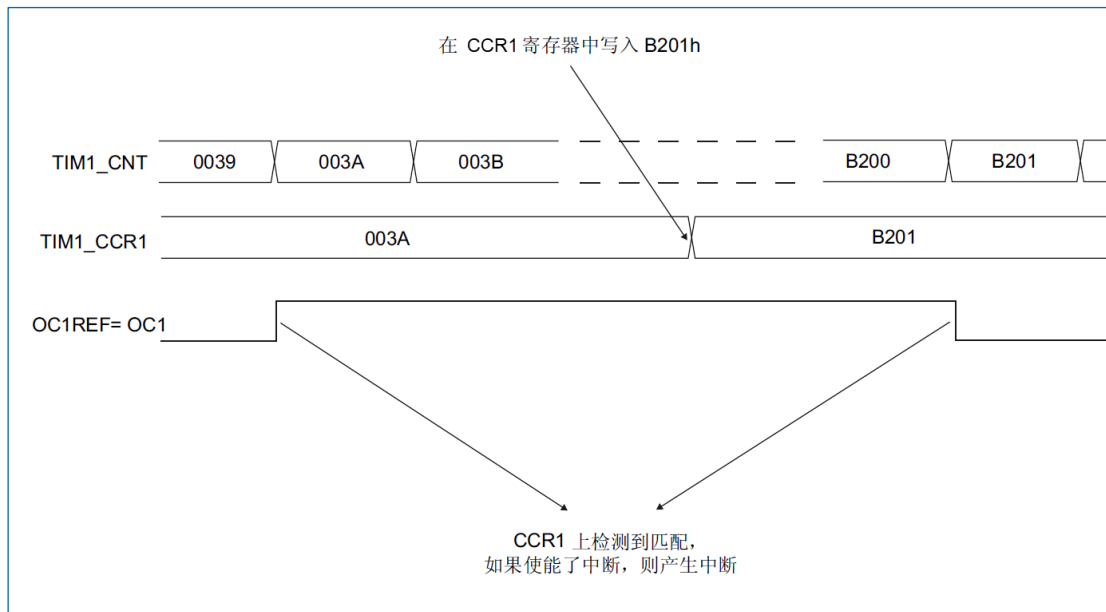 在 CCR1 寄存器中写入 B201h
TIM1_CNT 0039 003A 003B B200 B201
TIM1_CCR1 003A B201
OC1REF= OC1
CCR1 上检测到匹配，
如果使能了中断，则产生中断